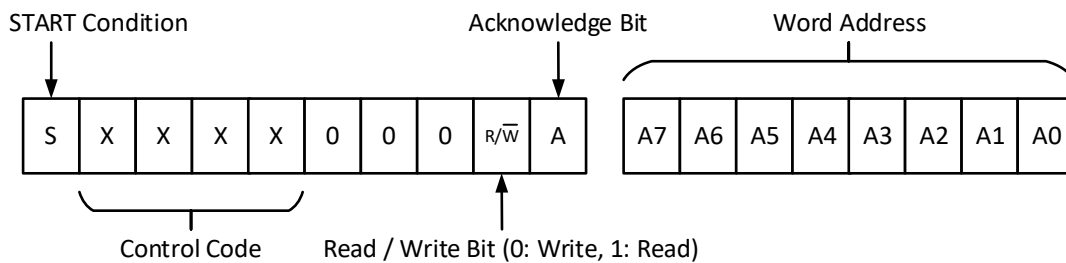 START Condition Acknowledge Bit Word Address
S X X X X 0 0 0 R/W̅ A A7 A6 A5 A4 A3 A2 A1 A0
Control Code Read / Write Bit (0: Write, 1: Read)